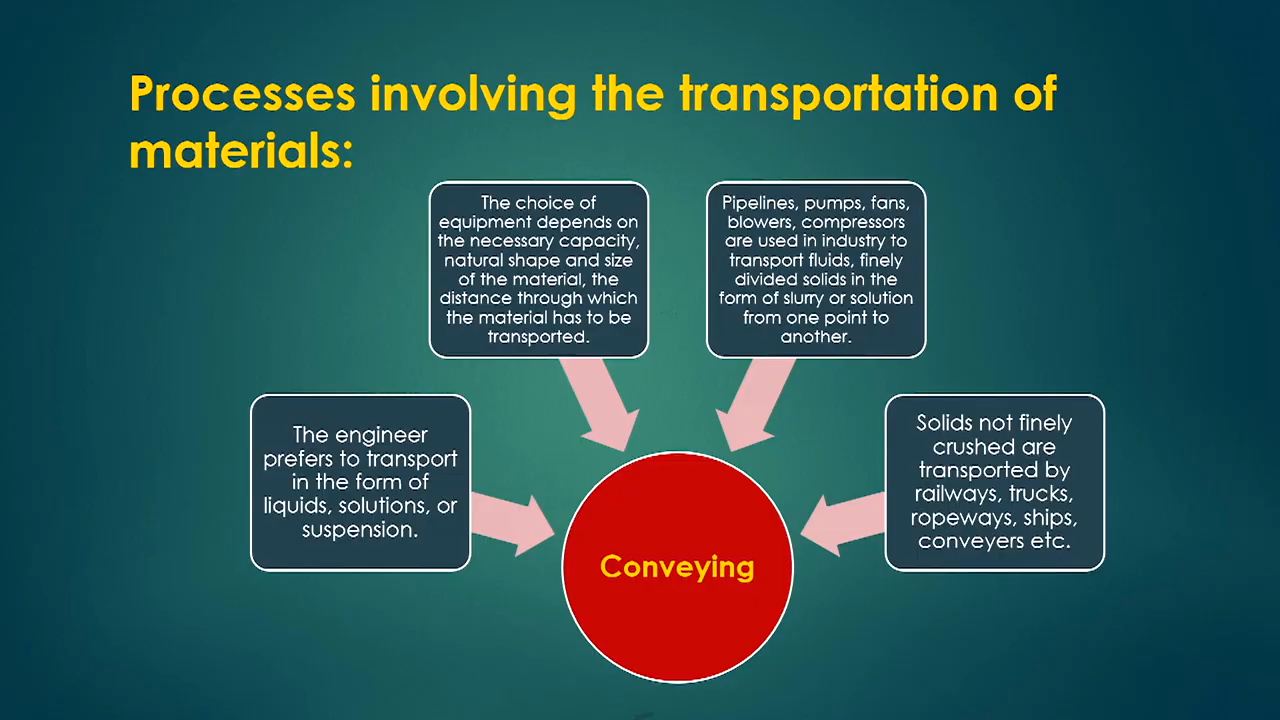 Processes involving the transportation of
materials:
The engineer
prefers to transport
in the form of
liquids, solutions, or
suspension.
The choice of
equipment depends on
the necessary capacity,
natural shape and size
of the material, the
distance through which
the material has to be
transported.
Pipelines, pumps, fans,
blowers, compressors
are used in industry to
transport fluids, finely
divided solids in the
form of slurry or solution
from one point to
another.
Solids not finely
crushed are
transported by
railways, trucks,
ropeways, ships,
conveyers etc.
Conveying